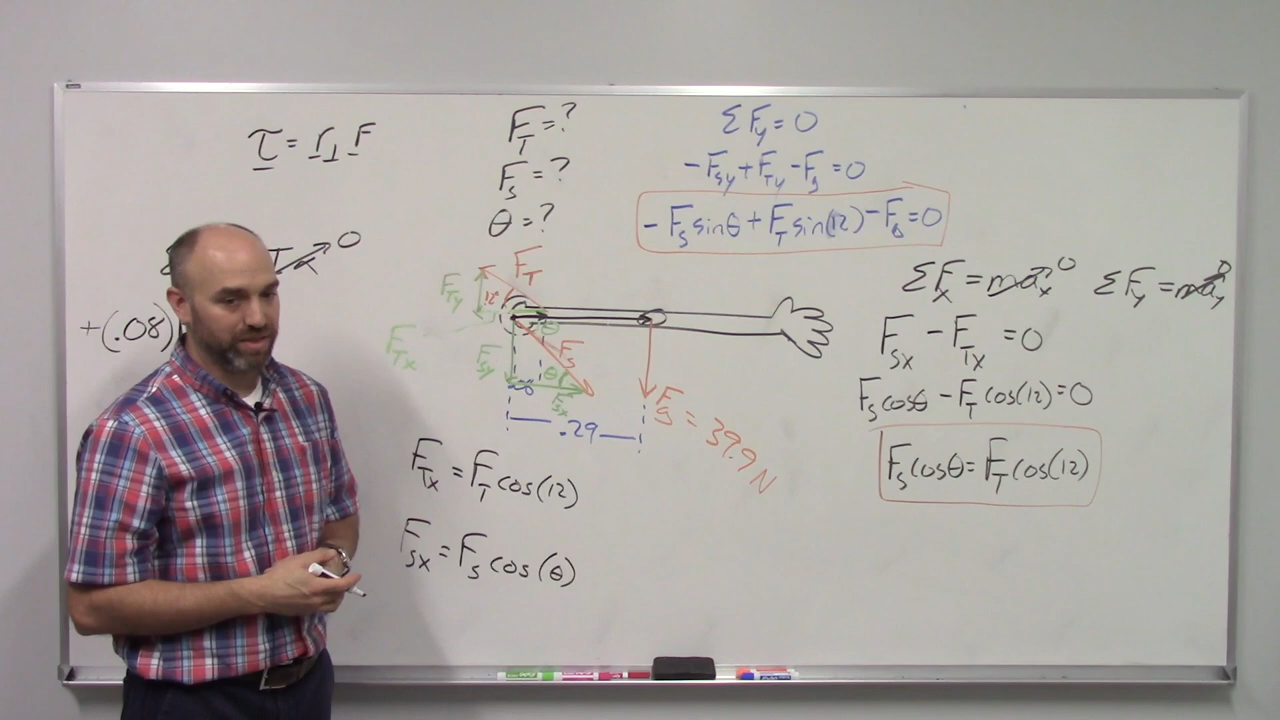 τ = r⊥ F
0
+(.08)
F_T = ?
F_s = ?
θ = ?
ΣF_y = 0
-F_sy + F_Ty - F_g = 0
-F_s sinθ + F_T sin(12) - F_g = 0
F_T
F_Ty
12°
F_Tx
F_sy
θ
F_s
θ
F_sx
.29
F_g = 39.9 N
F_Tx = F_T cos(12)
F_sx = F_s cos(θ)
ΣF_x = ma_x 0
ΣF_y = ma_y 0
F_sx - F_Tx = 0
F_s cosθ - F_T cos(12) = 0
F_s cosθ = F_T cos(12)